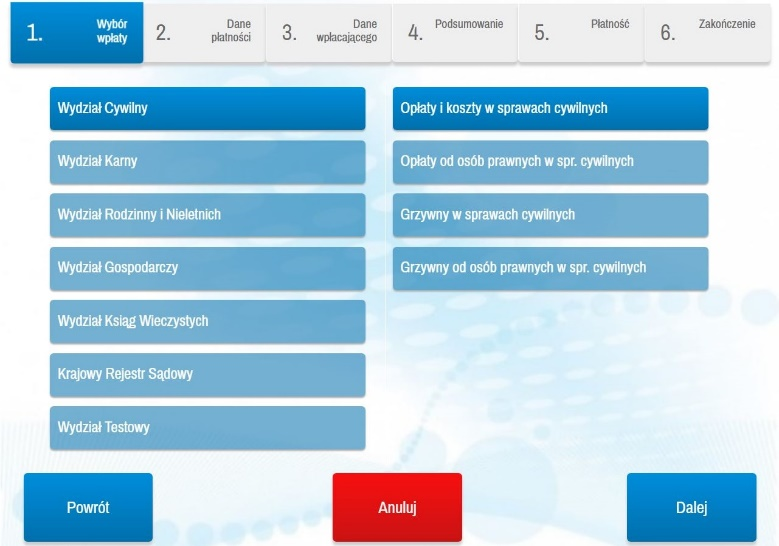 1.
Wybór
wpłaty
2.
Dane
płatności
3.
Dane
wpłacającego
4.
Podsumowanie
5.
Płatność
6.
Zakończenie
Wydział Cywilny
Wydział Karny
Wydział Rodzinny i Nieletnich
Wydział Gospodarczy
Wydział Ksiąg Wieczystych
Krajowy Rejestr Sądowy
Wydział Testowy
Opłaty i koszty w sprawach cywilnych
Opłaty od osób prawnych w spr. cywilnych
Grzywny w sprawach cywilnych
Grzywny od osób prawnych w spr. cywilnych
Powrót
Anuluj
Dalej